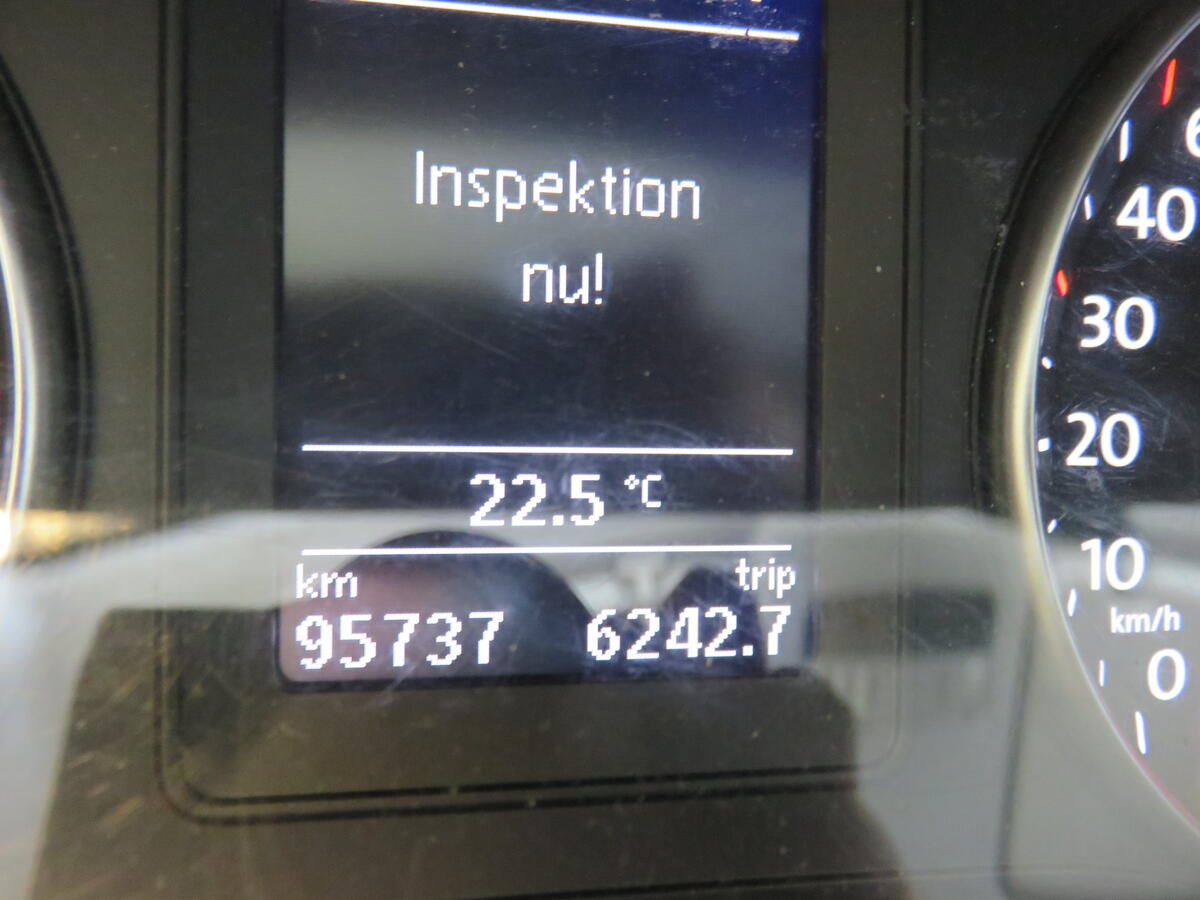 Inspektion
nu!
22.5 °C
km
trip
95737
6242.7
40
30
20
10
km/h
0